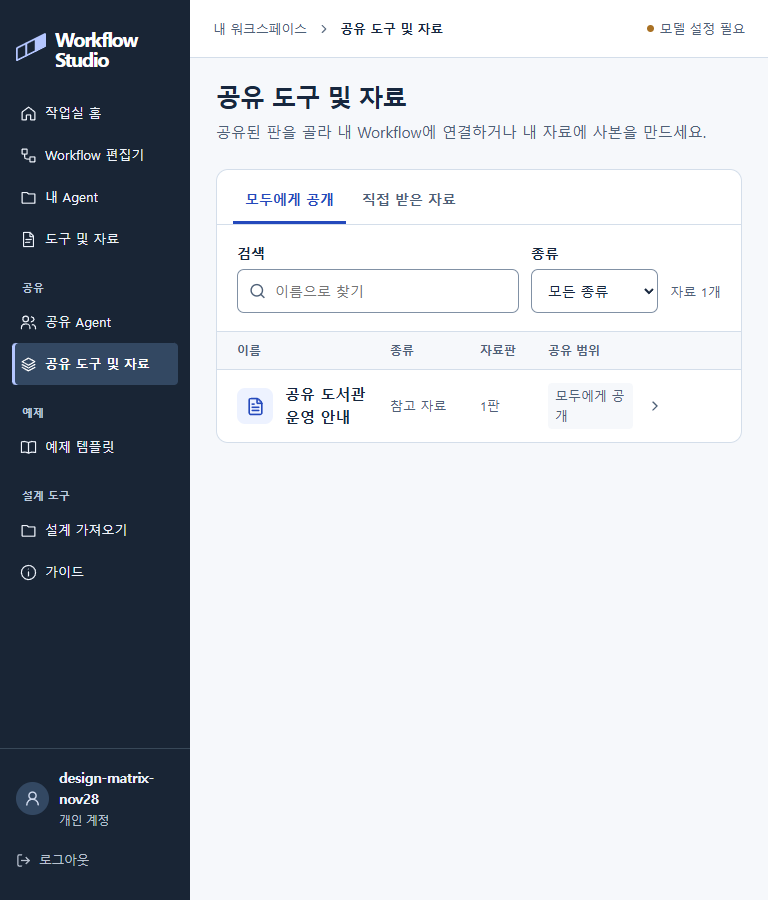 Workflow
Studio
작업실 홈
Workflow 편집기
내 Agent
도구 및 자료
공유
공유 Agent
공유 도구 및 자료
예제
예제 템플릿
설계 도구
설계 가져오기
가이드
design-matrix-
nov28
개인 계정
로그아웃
내 워크스페이스 > 공유 도구 및 자료
모델 설정 필요
공유 도구 및 자료
공유된 판을 골라 내 Workflow에 연결하거나 내 자료에 사본을 만드세요.
모두에게 공개 직접 받은 자료
검색 종류
이름으로 찾기 모든 종류 자료 1개
이름 종류 자료판 공유 범위
공유 도서관
운영 안내
참고 자료 1판
모두에게 공
개